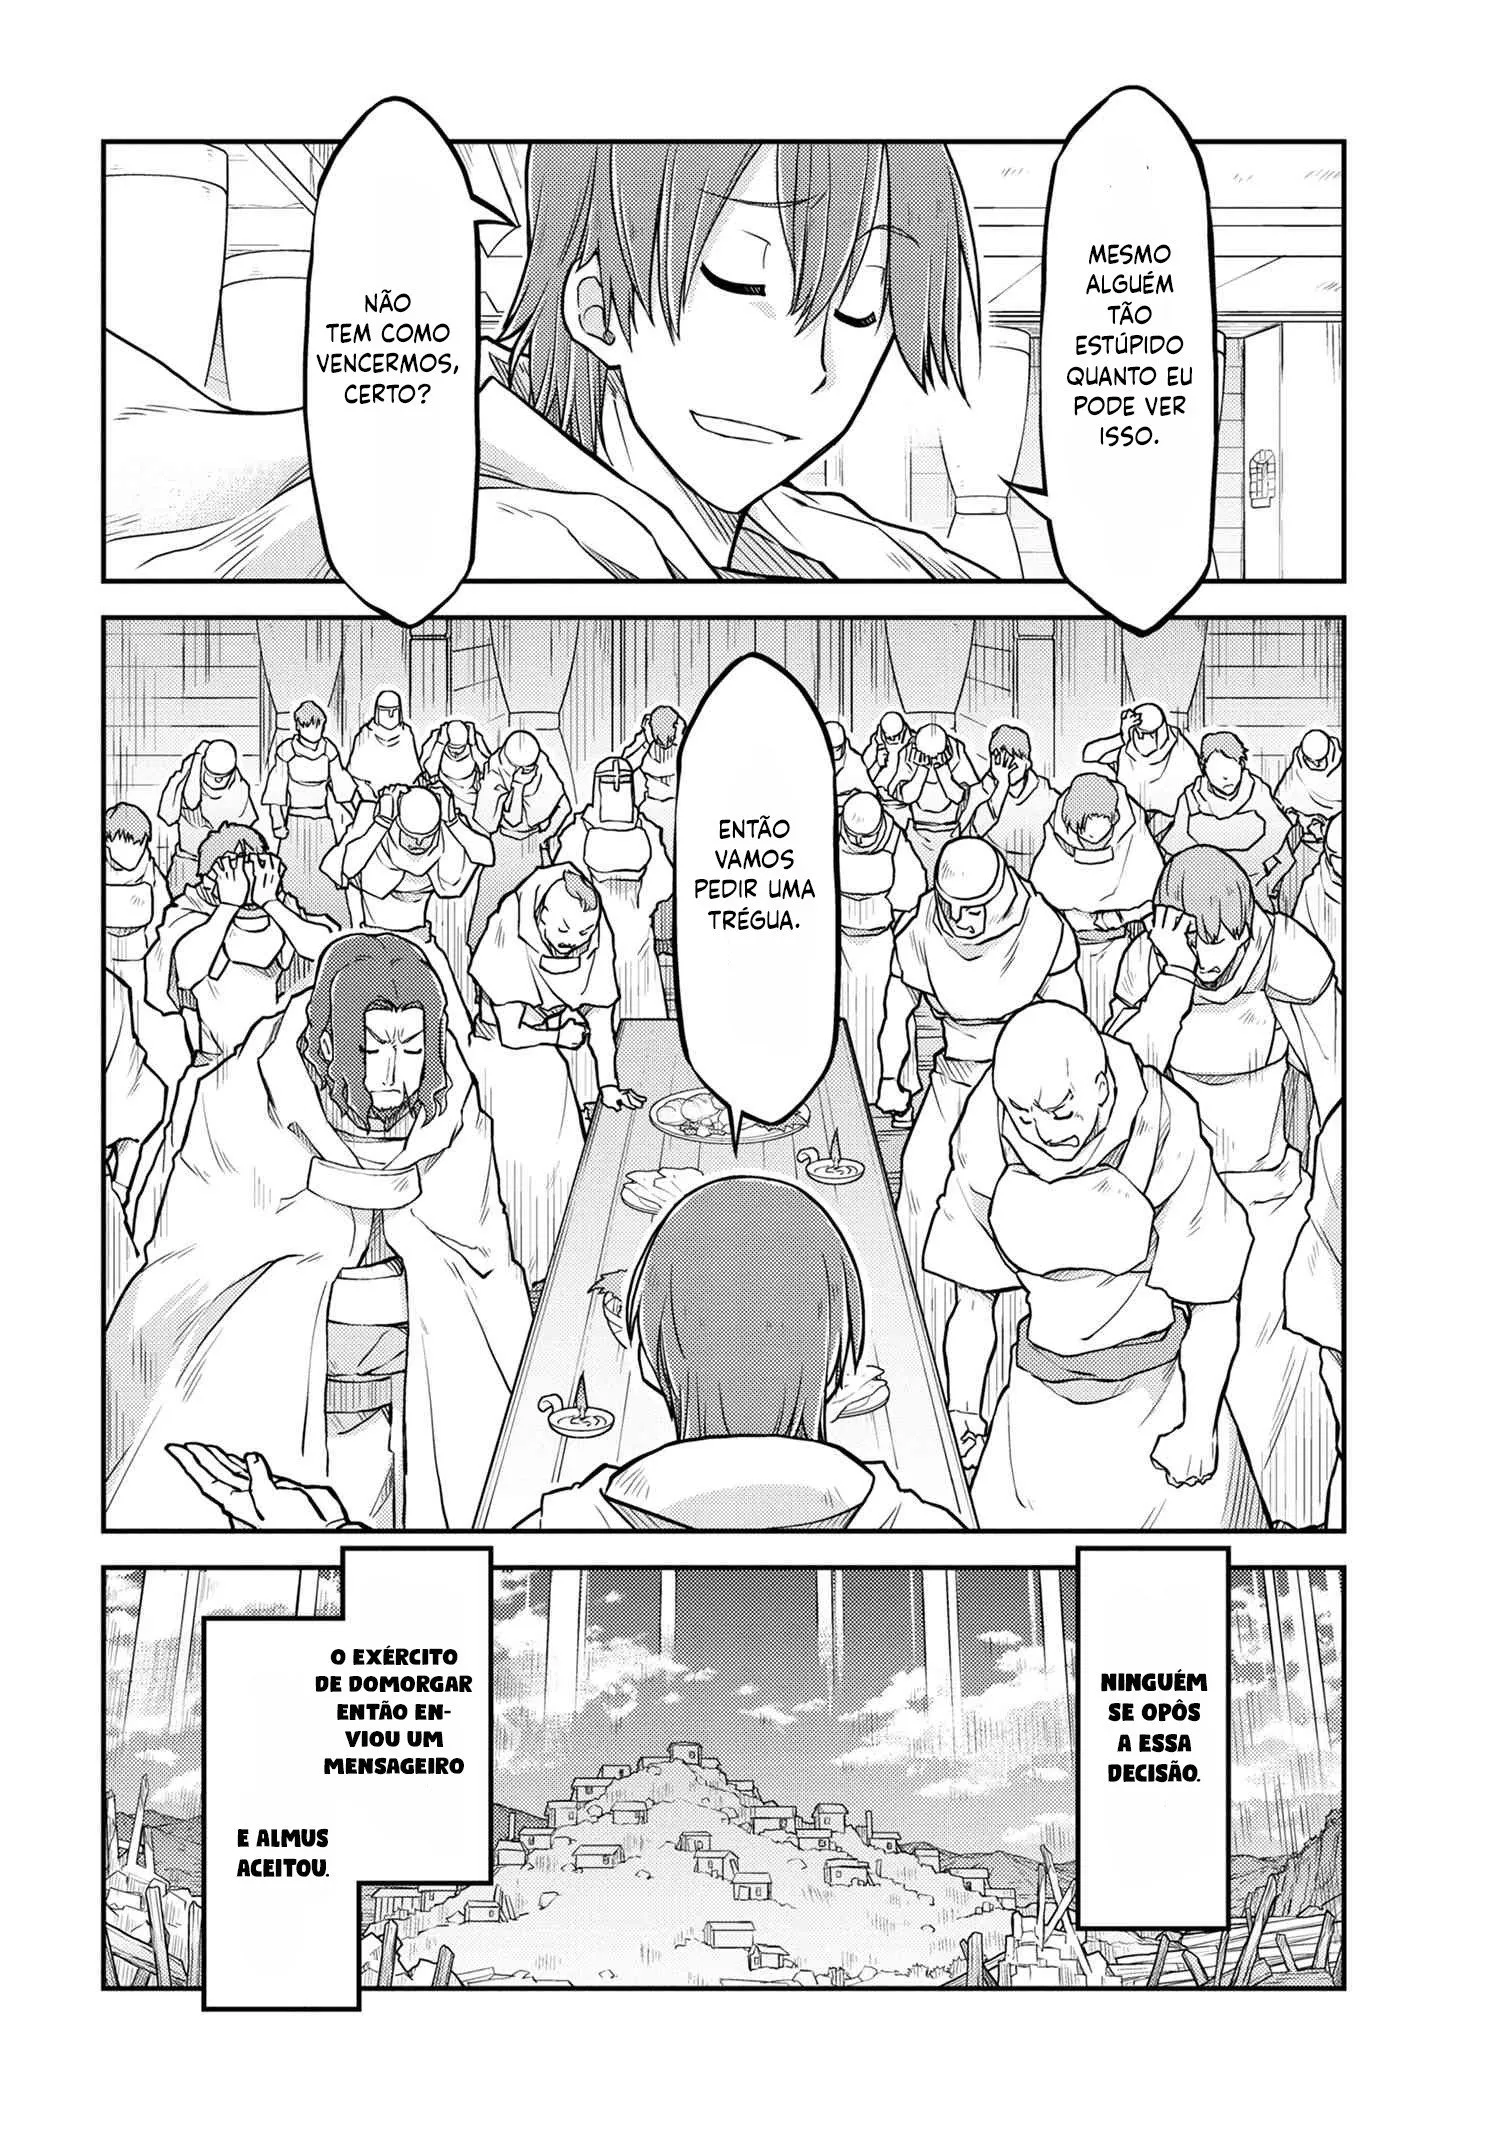 MESMO
ALGUÉM
TÃO
ESTÚPIDO
QUANTO EU
PODE VER
ISSO.
NÃO
TEM COMO
VENCERMOS,
CERTO?
ENTÃO
VAMOS
PEDIR UMA
TRÉGUA.
NINGUÉM
SE OPÔS
A ESSA
DECISÃO.
O EXÉRCITO
DE DOMORGAR
ENTÃO EN-
VIOU UM
MENSAGEIRO
E ALMUS
ACEITOU.